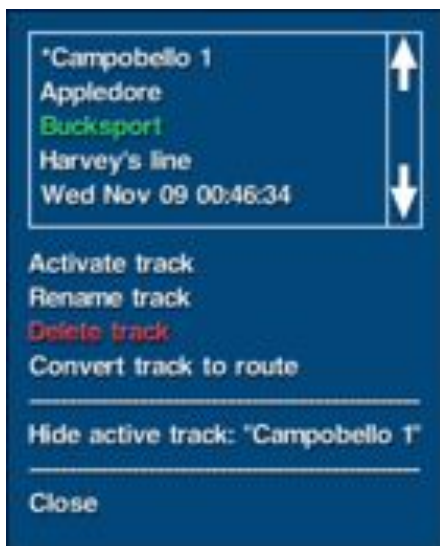 *Campobello 1
Appledore
Bucksport
Harvey's line
Wed Nov 09 00:46:34
Activate track
Rename track
Delete track
Convert track to route
Hide active track: "Campobello 1"
Close